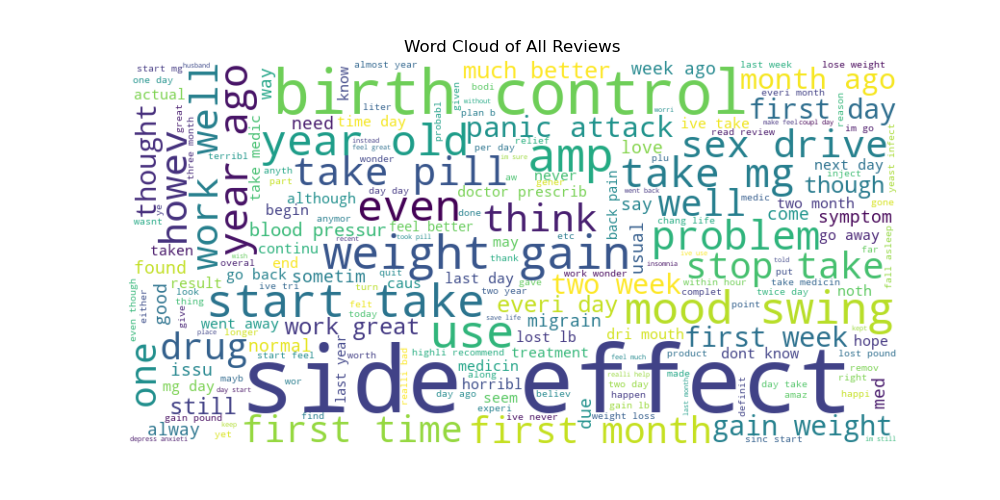 Word Cloud of All Reviews
start mg
husband
almost year
know
much better
week ago
last week
lose weight
one day
actual
work well
year ago
way
birth control
month ago
bodi
given
without
plan b
everi month
reason
thought
howev
great
three month
terribl
take medic
liter
need
time day
probabl
panic attack
worri
ive take
first day
make feel
coupl day
read review
im go
instead
feel great
year old
per day
relief
im sure
amp
love
plu
sex drive
next day
yeast infect
anyth
part
wonder
take pill
aw
never
gener
went back
take mg
though
inject
gone
day day
doctor prescrib
back pain
medic
two month
wasnt
ye
although
begin
anymor
even
done
think
etc
say
well
chang life
come
symptom
taken
overal
blood pressur
feel better
recent
took pill
may
usual
problem
go away
far
fall asleep
even though
found
wish
continu
end
weight gain
thank
insomnia
told
result
go back
sometim
caus
quit
last day
two year
gave
work wonder
save life
two week
within hour
put
take medicin
stop take
noth
either
good
look
thing
give
ive tri
turn
felt
today
start take
everi day
complet
twice day
point
mood swing
place
went away
longer
work great
use
migrain
lost lb
dri mouth
first week
kept
hope
one
drug
normal
start feel
last year
worth
highli recommend
treatment
feel much
product
dont know
lost pound
issu
mayb
day start
wor
side effect
medicin
horribl
along
seem
believ
two day
made
remov
right
mg day
still
day ago
experi
happen
gain lb
last month
definit
day take
amaz
happi
med
gain pound
alway
yet
keep
find
first time
ive never
first month
due
weight loss
gain weight
sinc start
depress anxieti
im still